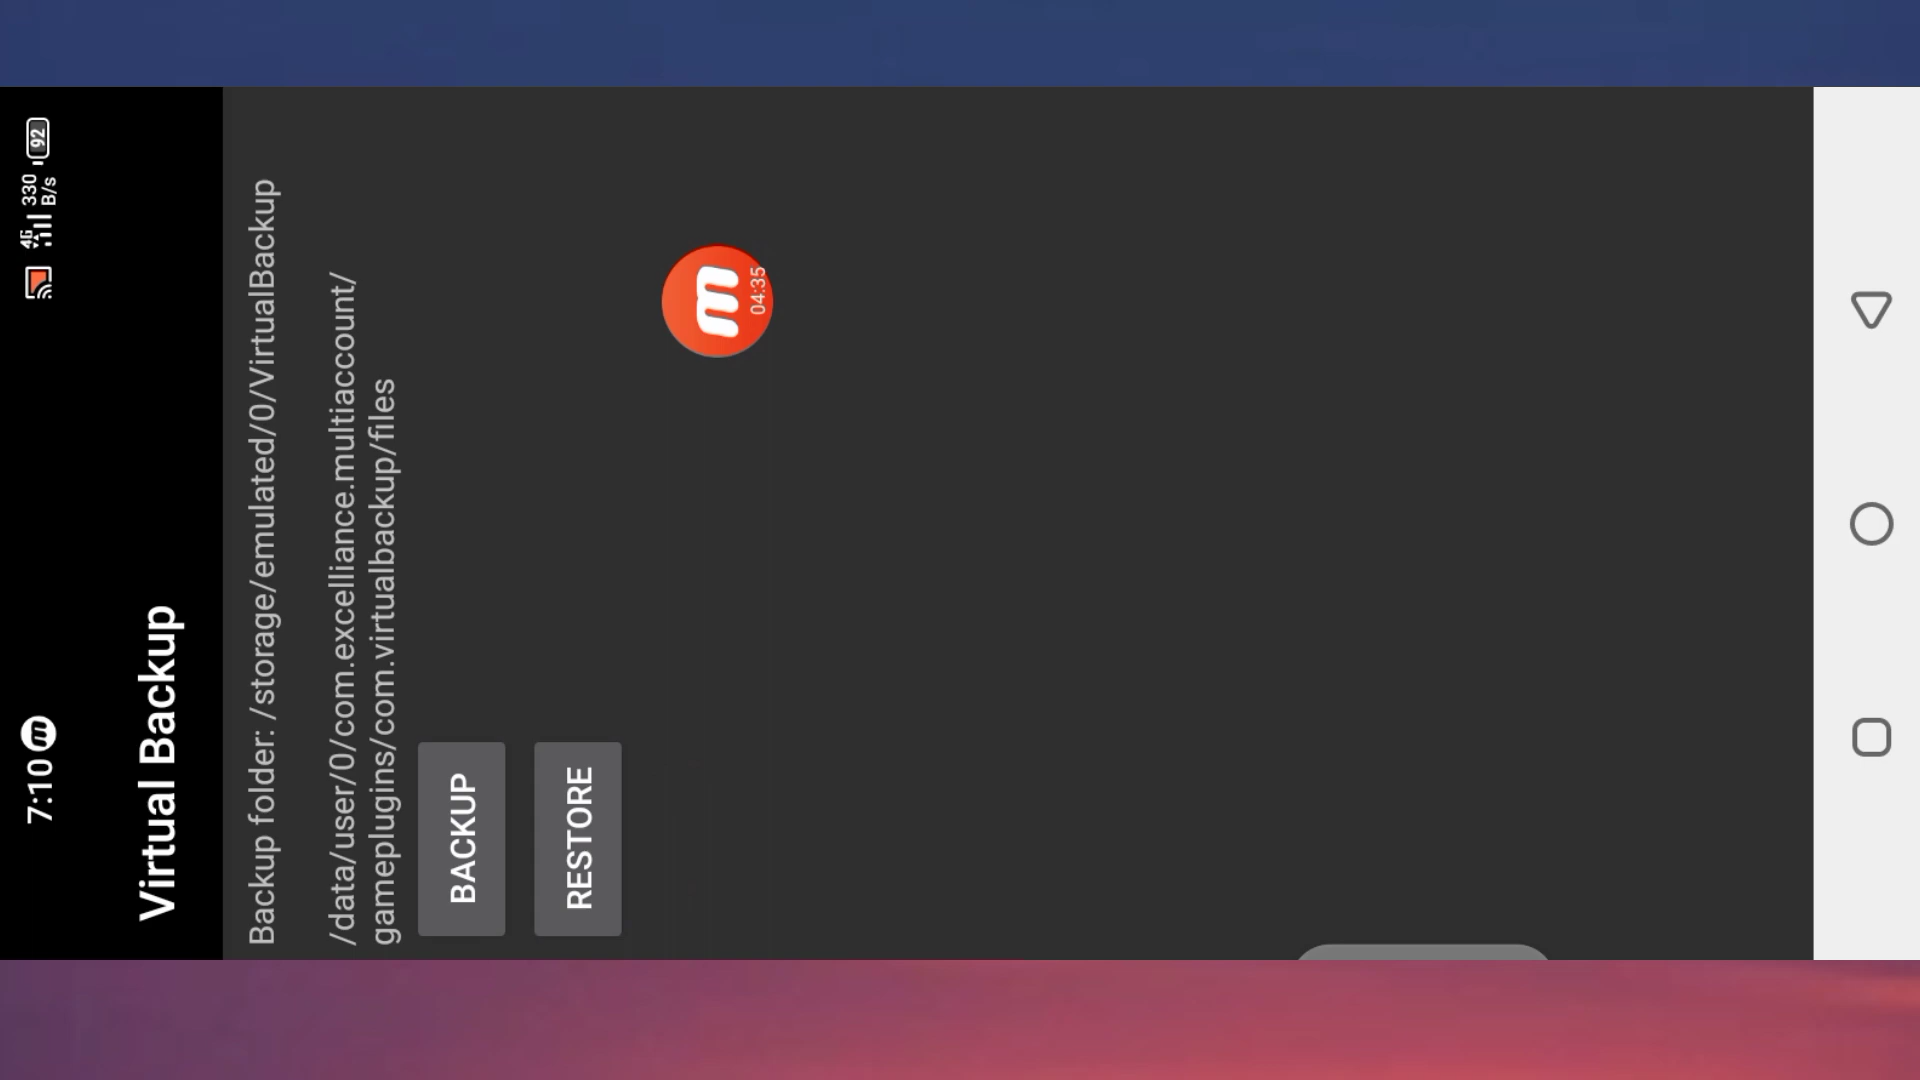 7:10 m 4G 330 B/s 92
Virtual Backup
Backup folder: /storage/emulated/0/VirtualBackup
/data/user/0/com.excelliance.multiaccount/
gameplugins/com.virtualbackup/files
BACKUP
RESTORE
m
04:35